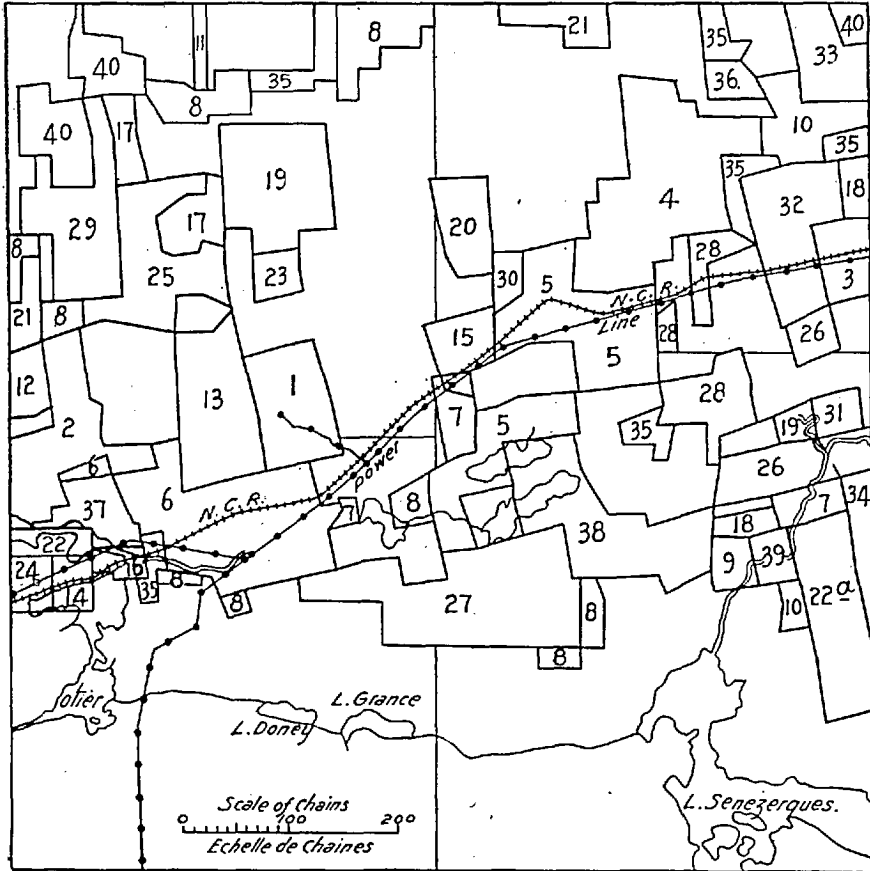 8 21 35 33 40
11
40 35 36
8 10
40 17 35
19 35 18
17 4 32
29 20
8 25 23 30 28 3
5 N.C.R.
21 8 Line
15 28 26
12 5
1
13 28
2 7 5 35 19 31
6 power 26
6
37 N.C.R. 7 8 18 7 34
22 38
24 16 9 39
14 35 8 27 22a
8 8 10
8
Lotier L. Grance
L. Doney
Scale of Chains
0 100 200
Echelle de Chaines
L. Senezergues.